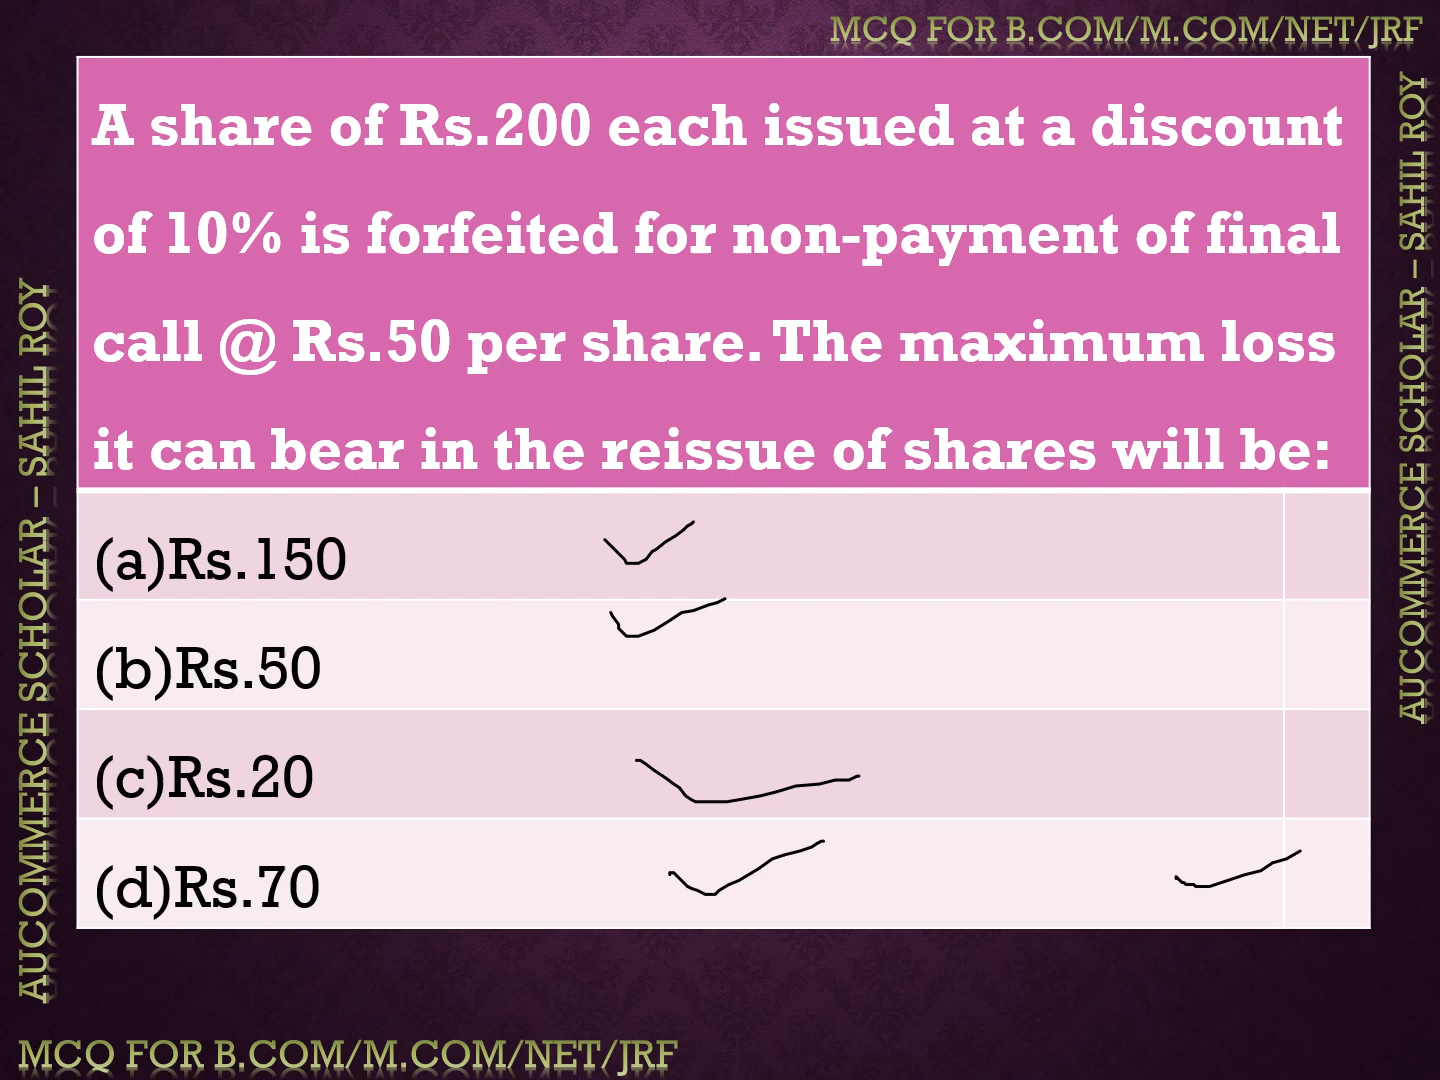 MCQ FOR B.COM/M.COM/NET/JRF
A share of Rs.200 each issued at a discount
of 10% is forfeited for non-payment of final
call @ Rs.50 per share. The maximum loss
it can bear in the reissue of shares will be:
(a)Rs.150
(b)Rs.50
(c)Rs.20
(d)Rs.70
AUCOMMERCE SCHOLAR – SAHIL ROY
AUCOMMERCE SCHOLAR – SAHIL ROY
MCQ FOR B.COM/M.COM/NET/JRF